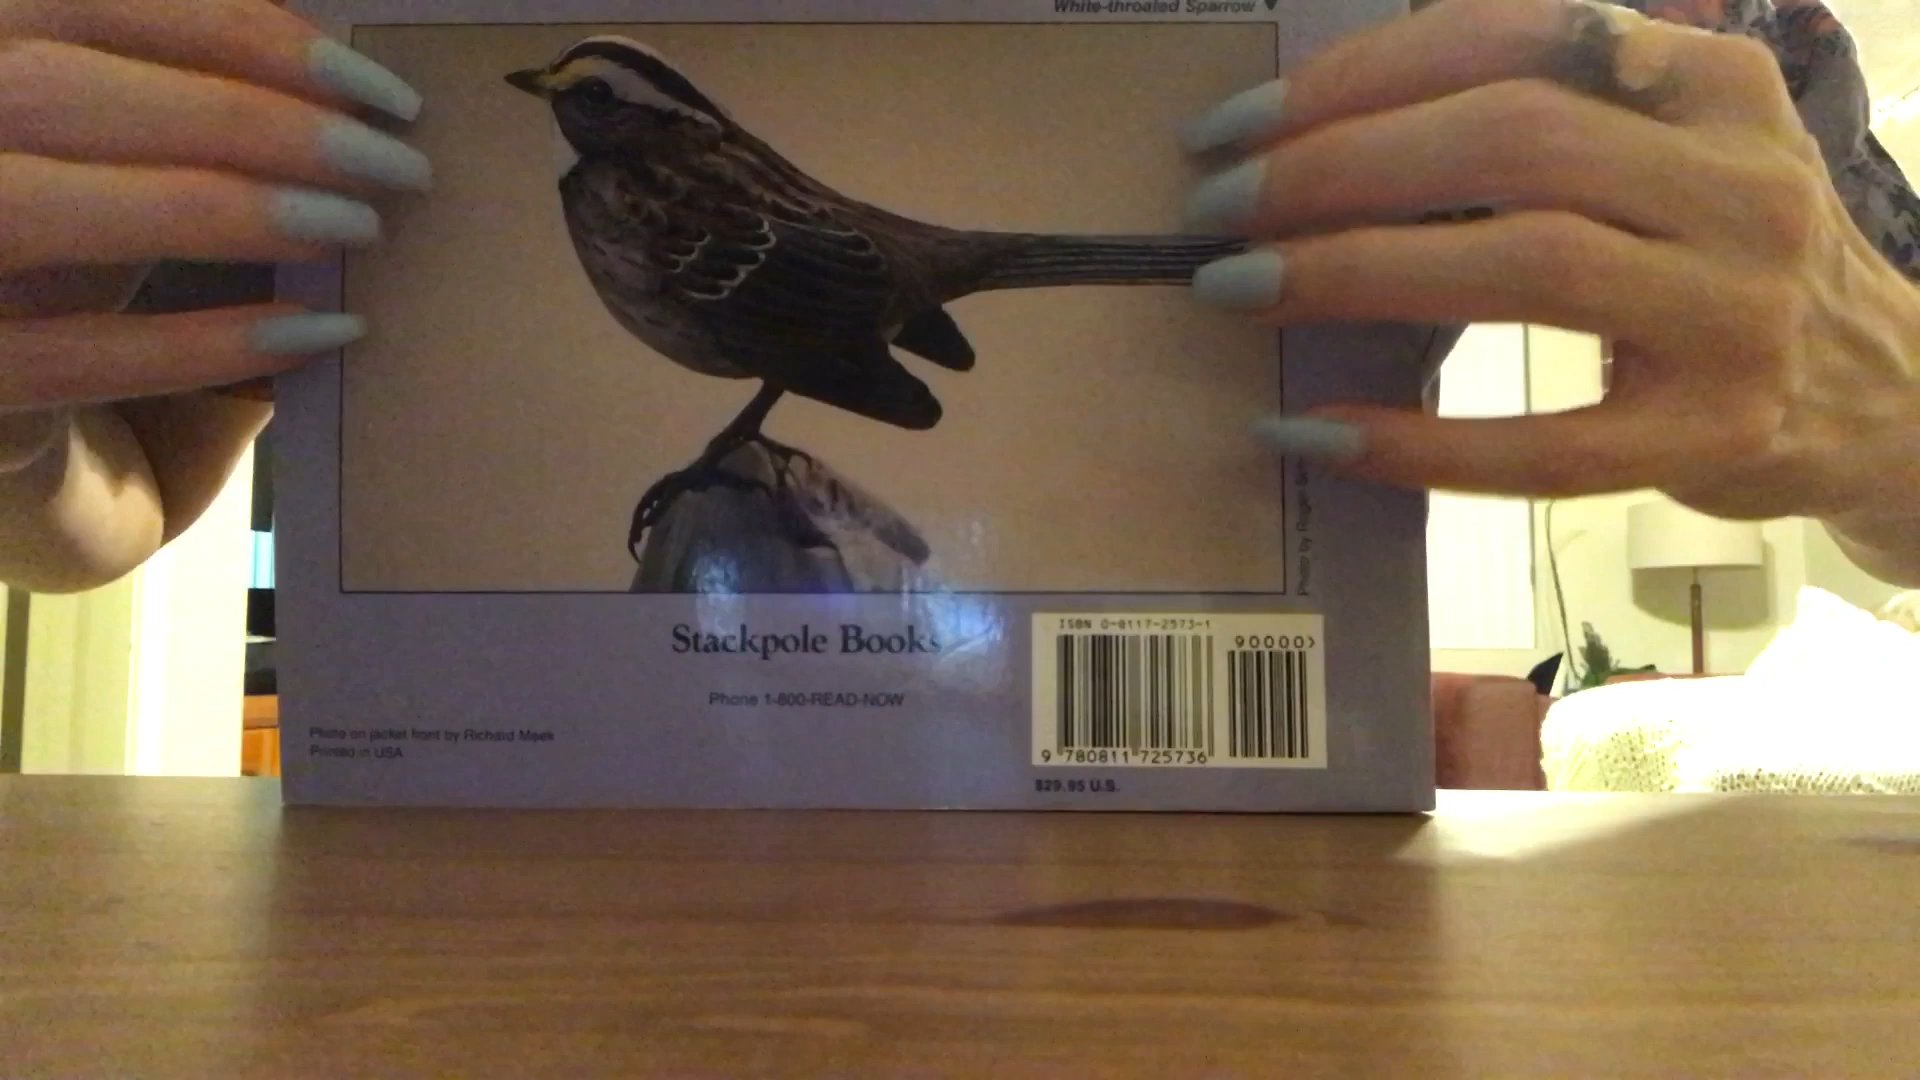 White-throated Sparrow ▼
Photo by Roger
Stackpole Books
Phone 1-800-READ-NOW
Photo on jacket front by Richard Meek
Printed in USA
ISBN 0-8117-2573-1
90000>
9 780811 725736
$29.95 U.S.